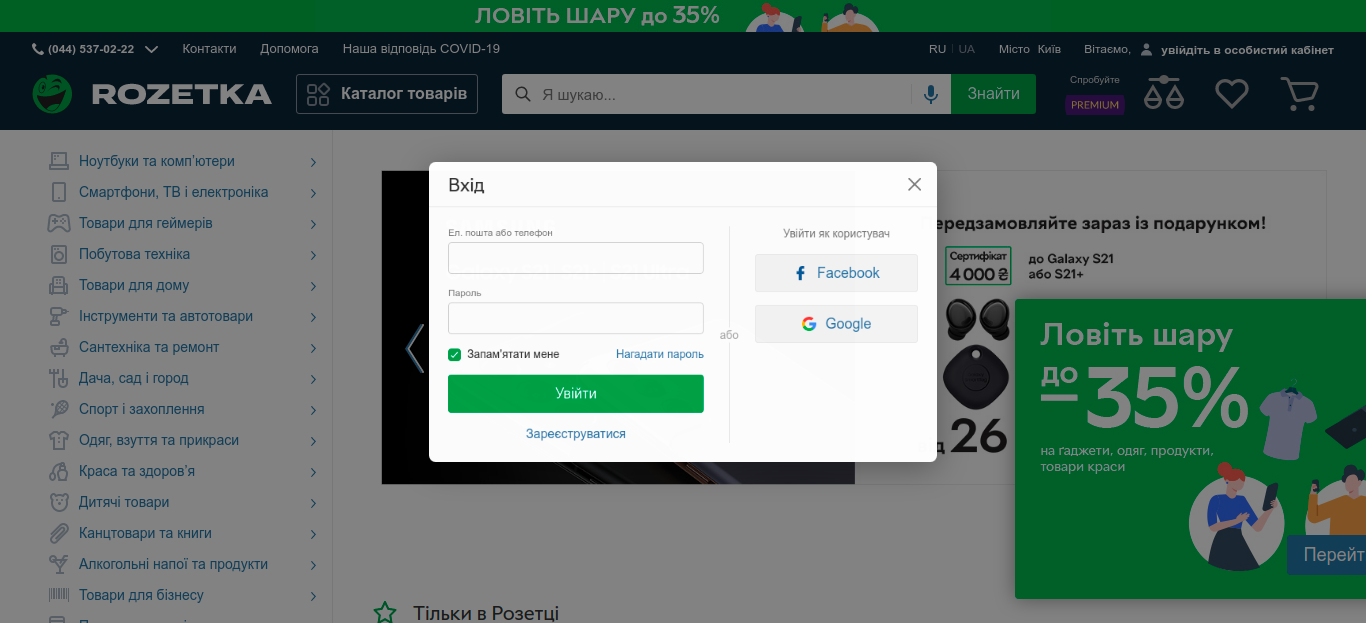 ЛОВІТЬ ШАРУ до 35%
(044) 537-02-22 Контакти Допомога Наша відповідь COVID-19 RU UA Місто Київ Вітаємо, увійдіть в особистий кабінет
ROZETKA Каталог товарів Я шукаю... Знайти Спробуйте PREMIUM
Ноутбуки та комп'ютери
Смартфони, ТВ і електроніка
Товари для геймерів
Побутова техніка
Товари для дому
Інструменти та автотовари
Сантехніка та ремонт
Дача, сад і город
Спорт і захоплення
Одяг, взуття та прикраси
Краса та здоров'я
Дитячі товари
Канцтовари та книги
Алкогольні напої та продукти
Товари для бізнесу
Вхід
Ел. пошта або телефон
Пароль
Запам'ятати мене Нагадати пароль
Увійти
Зареєструватися
або
Увійти як користувач
Facebook
Google
зараз із подарунком!
Сертифікат
4 000 ₴
до Galaxy S21
або S21+
26
Ловіть шару
до
–35%
на ґаджети, одяг, продукти,
товари краси
Тільки в Розетці